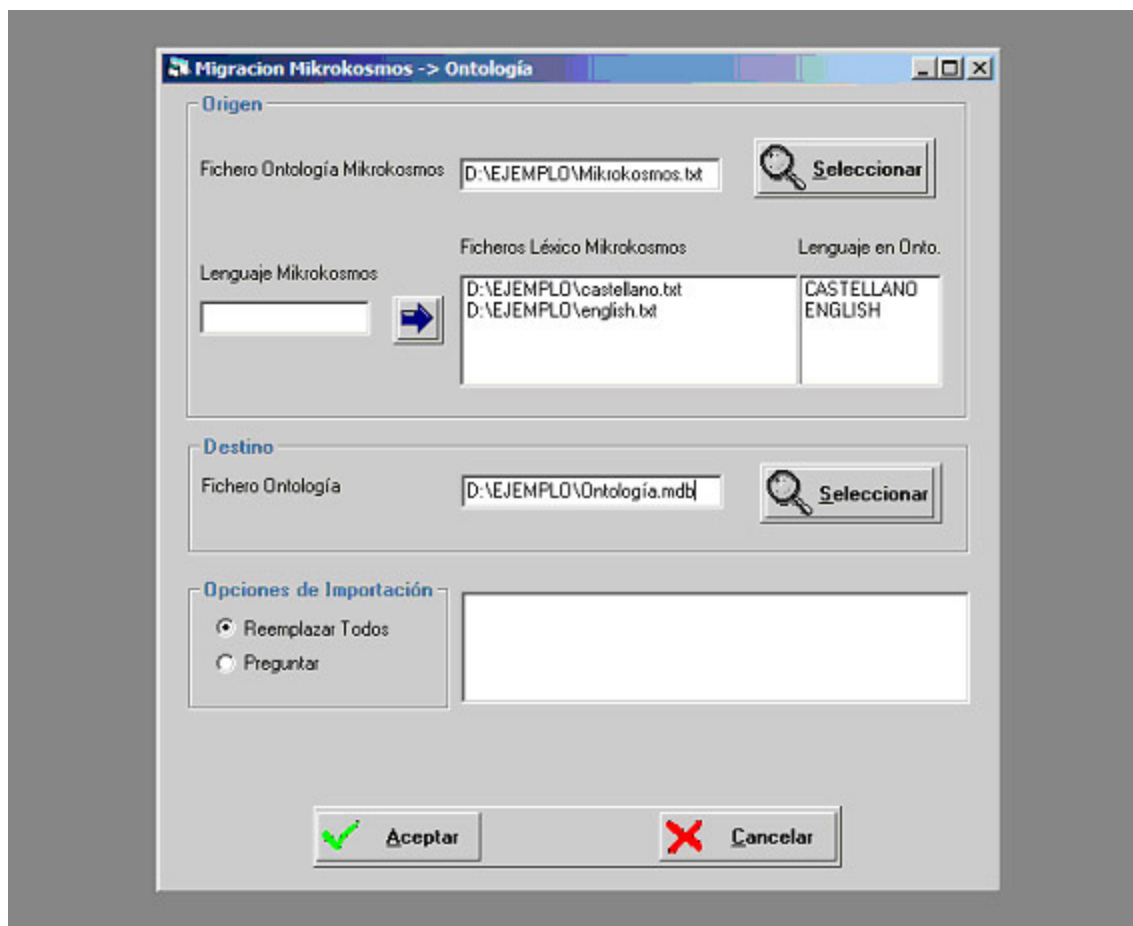 Migracion Mikrokosmos -> Ontología
Origen
Fichero Ontología Mikrokosmos
D:\EJEMPLO\Mikrokosmos.txt
Seleccionar
Ficheros Léxico Mikrokosmos
Lenguaje en Onto.
Lenguaje Mikrokosmos
D:\EJEMPLO\castellano.txt
CASTELLANO
D:\EJEMPLO\english.txt
ENGLISH
Destino
Fichero Ontología
D:\EJEMPLO\Ontología.mdb
Seleccionar
Opciones de Importación
Reemplazar Todos
Preguntar
Aceptar
Cancelar